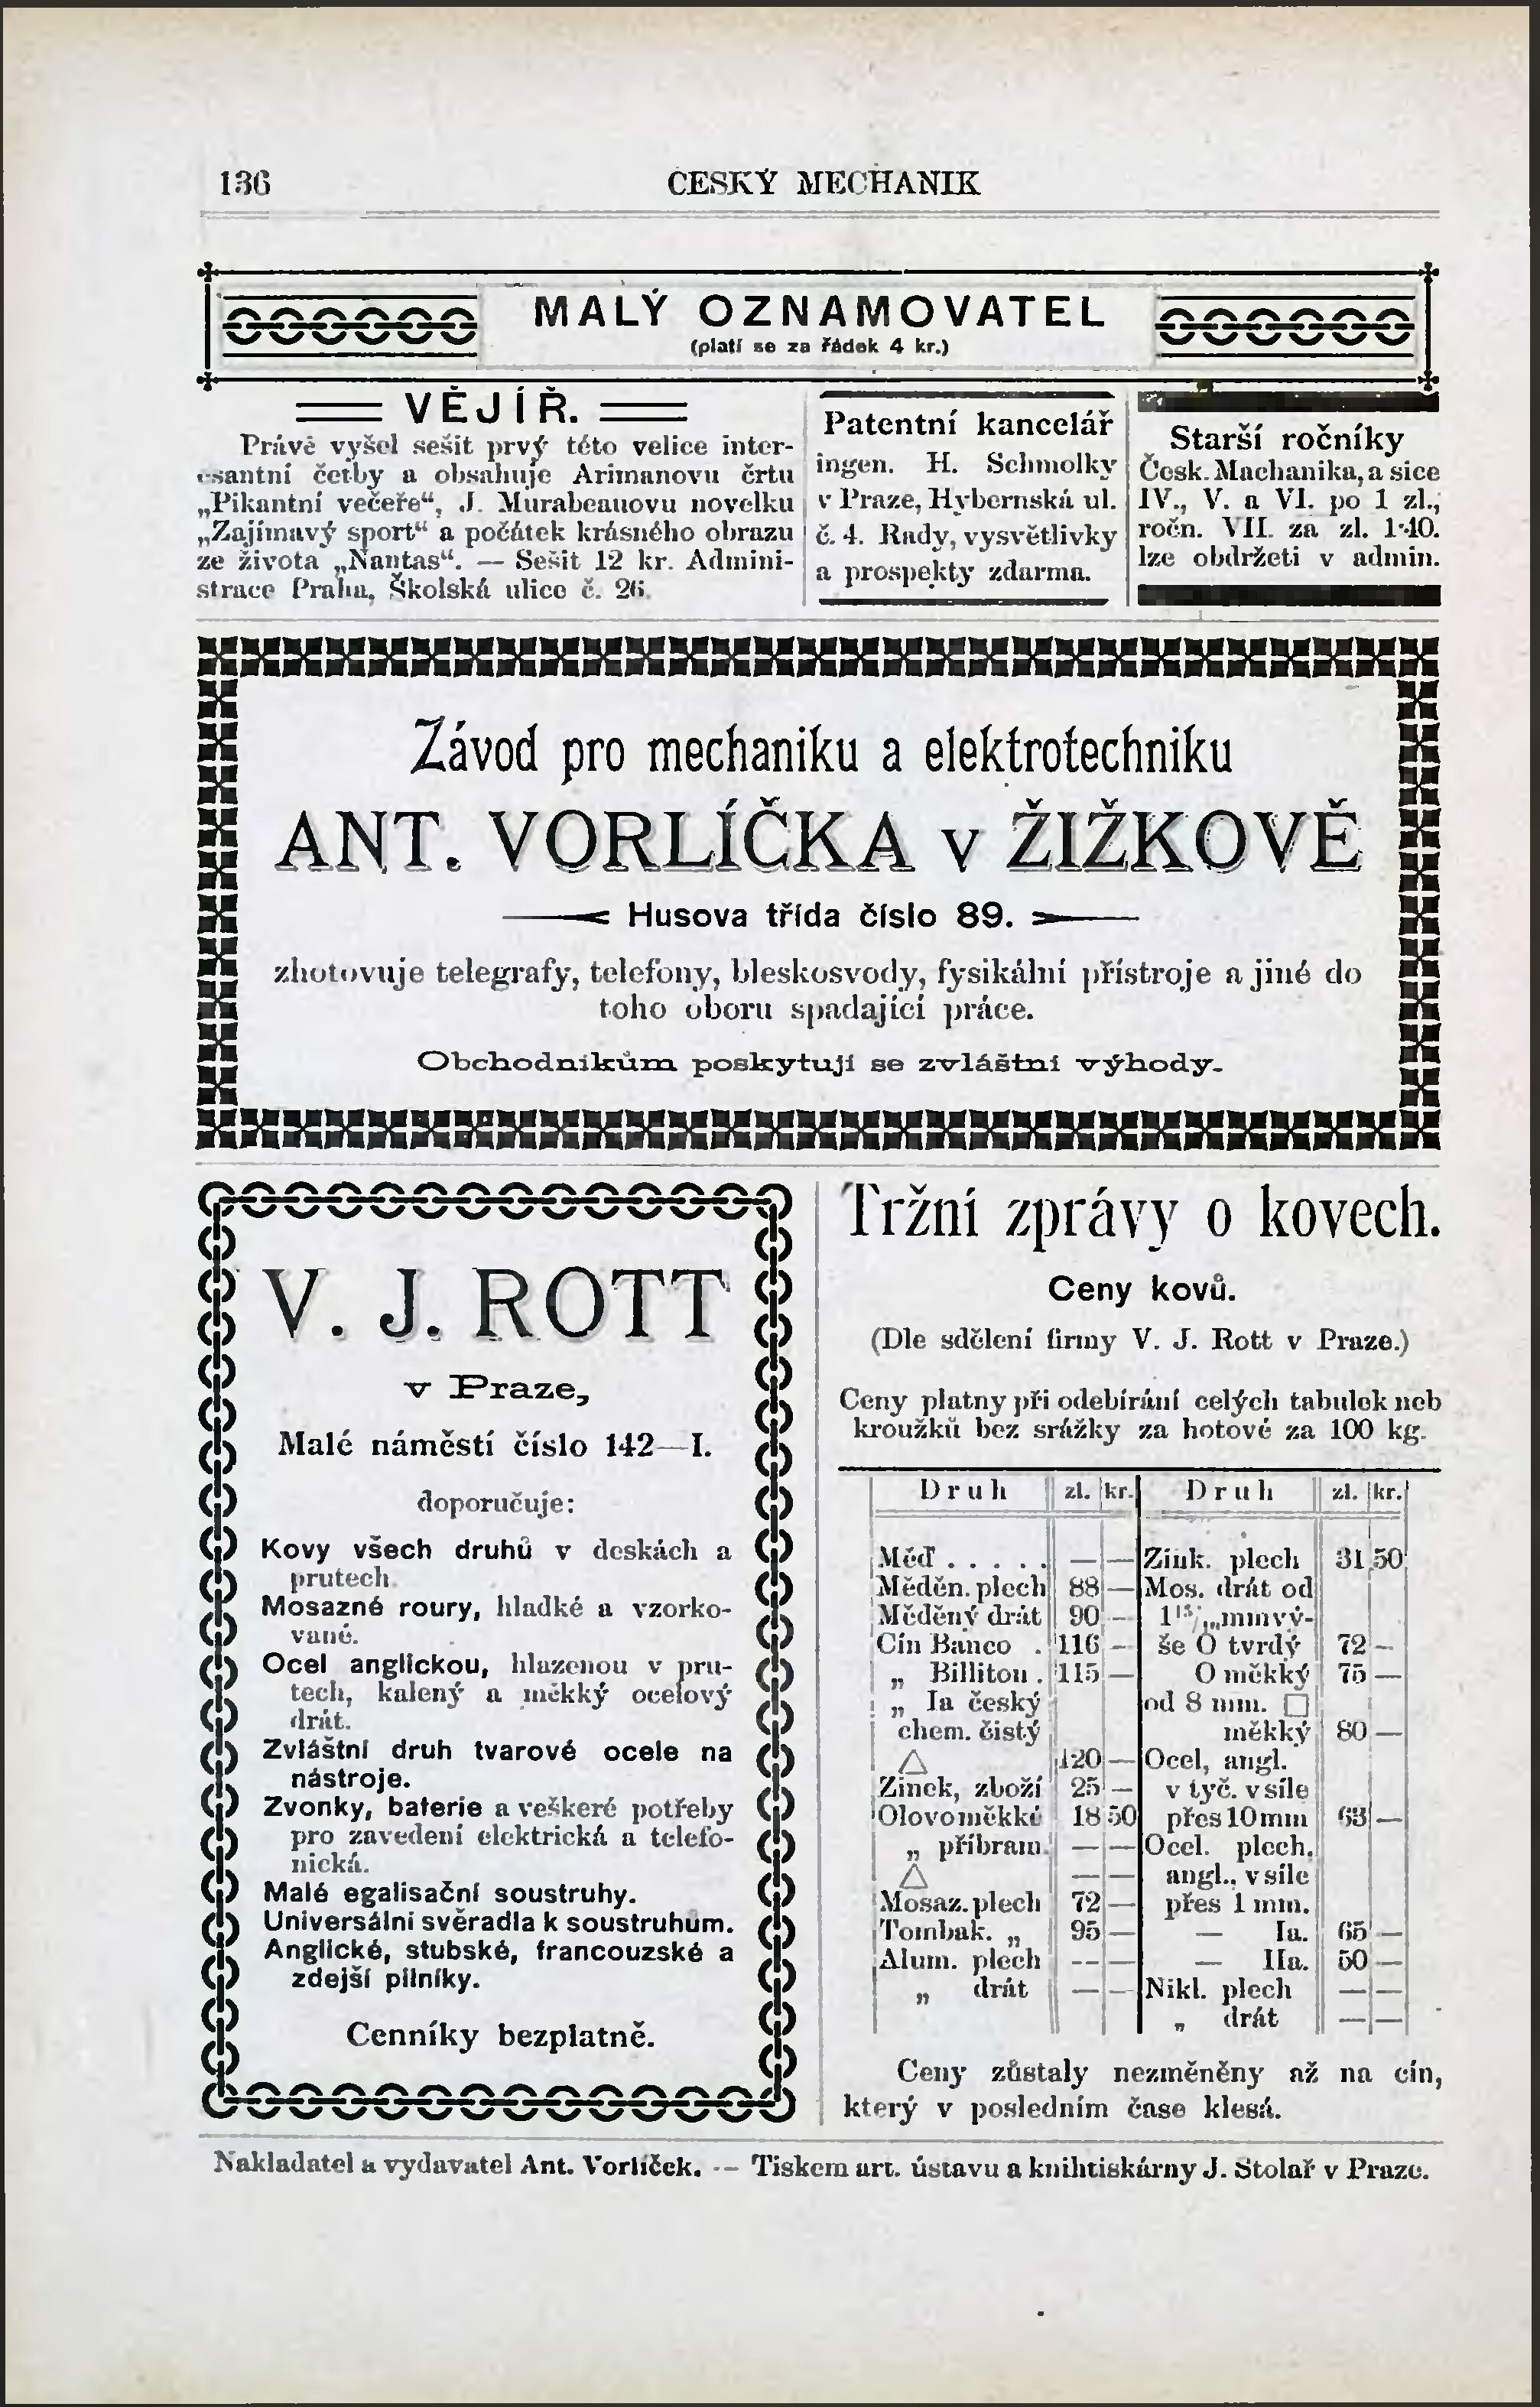 136
ČESKÝ MECHANIK
MALÝ OZNAMOVATEL
(platí se za řádek 4 kr.)
VĚJÍŘ.
Právě vyšel sešit prvý této velice inter-
esantní četby a obsahuje Arimanovu črtu
„Pikantní večeře“, J. Murabeauovu novelku
„Zajímavý sport“ a počátek krásného obrazu
ze života „Nantas“. — Sešit 12 kr. Admini-
strace Praha, Školská ulice č. 26.
Patentní kancelář
ingen. H. Schmolky
v Praze, Hybernská ul.
č. 4. Rady, vysvětlivky
a prospekty zdarma.
Starší ročníky
Česk. Machanika, a sice
IV., V. a VI. po 1 zl.,
ročn. VII. za zl. 1·40.
lze obdržeti v admin.
Závod pro mechaniku a elektrotechniku
ANT. VORLÍČKA v ŽIŽKOVĚ
Husova třída číslo 89.
zhotovuje telegrafy, telefony, bleskosvody, fysikální přístroje a jiné do
toho oboru spadající práce.
Obchodníkům poskytují se zvláštní výhody.
V. J. ROTT
v Praze,
Malé náměstí číslo 142—I.
doporučuje:
Kovy všech druhů v deskách a
prutech.
Mosazné roury, hladké a vzorko-
vané.
Ocel anglickou, hlazenou v pru-
tech, kalený a měkký ocelový
drát.
Zvláštní druh tvarové ocele na
nástroje.
Zvonky, baterie a veškeré potřeby
pro zavedení elektrická a telefo-
nická.
Malé egalisační soustruhy.
Universální svěradla k soustruhům.
Anglické, stubské, francouzské a
zdejší pilníky.
Cenníky bezplatně.
Tržní zprávy o kovech.
Ceny kovů.
(Dle sdělení firmy V. J. Rott v Praze.)
Ceny platny při odebírání celých tabulek neb
kroužků bez srážky za hotové za 100 kg.
Druh zl. kr. Druh zl. kr.
Měď . . . . . — — Zink. plech 31 50
Měděn. plech 88 — Mos. drát od
Měděný drát 90 — mm vý-
Cín Banco . 116 — še O tvrdý 72 —
„ Billiton . 115 — O měkký 75 —
„ Ia český od 8 mm. □
chem. čistý měkký 80 —
△ 120 — Ocel, angl.
Zinek, zboží 25 — v tyč. v síle
Olovo měkké 18 50 přes 10 mm 63 —
„ příbram. — — Ocel. plech.
△ — — angl., v síle
Mosaz. plech 72 — přes 1 mm.
Tombak. „ 95 — — Ia. 65 —
Alum. plech — — — IIa. 50 —
„ drát — — Nikl. plech — —
„ drát — —
Ceny zůstaly nezměněny až na cín,
který v posledním čase klesá.
Nakladatel a vydavatel Ant. Vorlíček. — Tiskem art. ústavu a knihtiskárny J. Stolař v Praze.